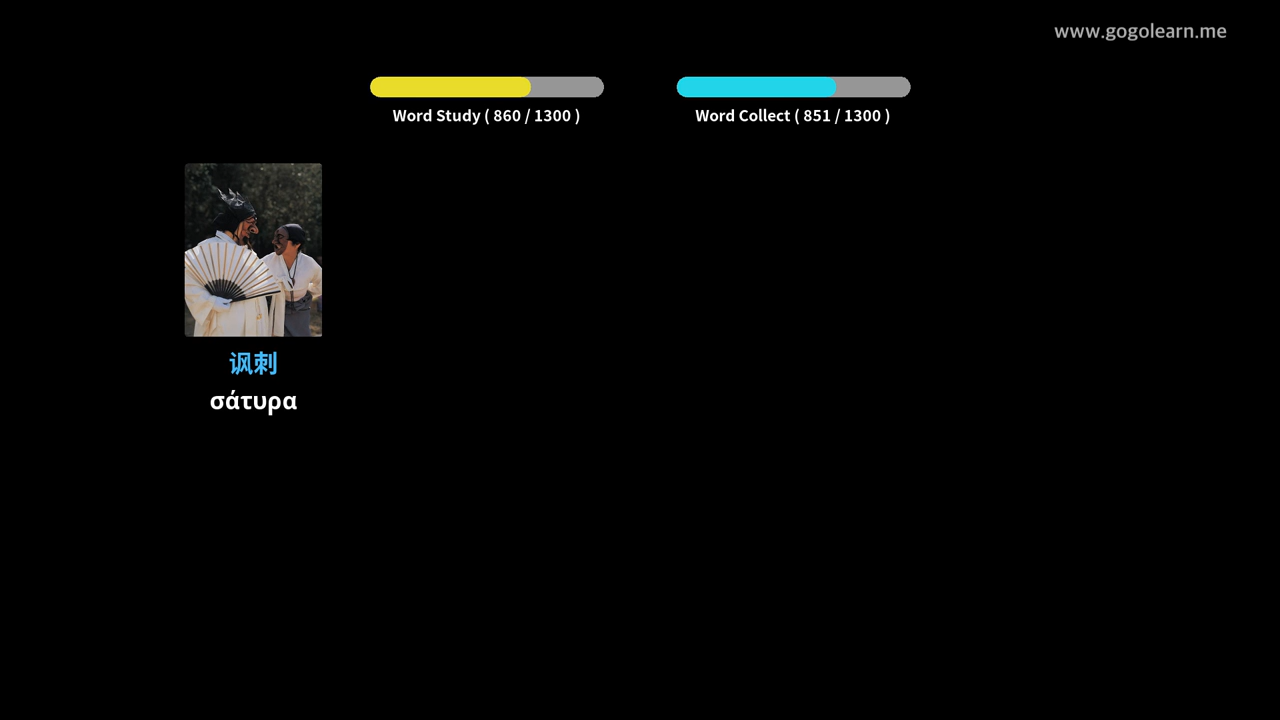 www.gogolearn.me
Word Study ( 860 / 1300 )
Word Collect ( 851 / 1300 )
讽刺
σάτυρα